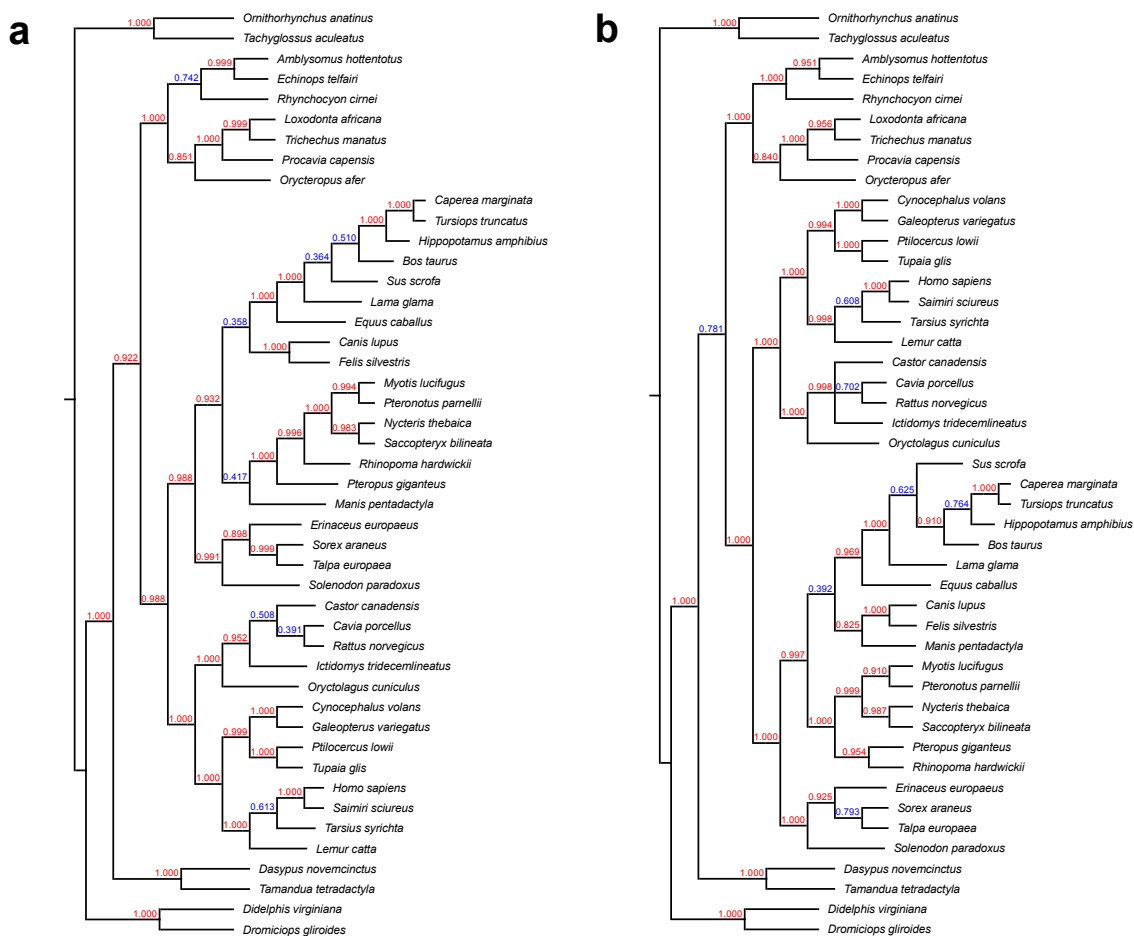 a
1.000
Ornithorhynchus anatinus
Tachyglossus aculeatus
0.999
Amblysomus hottentotus
0.742
Echinops telfairi
Rhynchocyon cirnei
1.000
0.999
Loxodonta africana
1.000
Trichechus manatus
0.851
Procavia capensis
Orycteropus afer
1.000
Caperea marginata
1.000
Tursiops truncatus
0.510
Hippopotamus amphibius
0.364
Bos taurus
1.000
Sus scrofa
1.000
Lama glama
0.358
Equus caballus
1.000
Canis lupus
Felis silvestris
0.922
0.932
0.994
Myotis lucifugus
1.000
Pteronotus parnellii
0.996
0.983
Nycteris thebaica
Saccopteryx bilineata
1.000
Rhinopoma hardwickii
0.417
Pteropus giganteus
0.988
Manis pentadactyla
0.898
Erinaceus europaeus
0.991
0.999
Sorex araneus
Talpa europaea
Solenodon paradoxus
0.988
1.000
0.508
Castor canadensis
0.952
0.391
Cavia porcellus
Rattus norvegicus
1.000
Ictidomys tridecemlineatus
Oryctolagus cuniculus
1.000
1.000
Cynocephalus volans
0.999
Galeopterus variegatus
1.000
Ptilocercus lowii
Tupaia glis
1.000
1.000
Homo sapiens
0.613
Saimiri sciureus
1.000
Tarsius syrichta
Lemur catta
1.000
Dasypus novemcinctus
Tamandua tetradactyla
1.000
Didelphis virginiana
Dromiciops gliroides
b
1.000
Ornithorhynchus anatinus
Tachyglossus aculeatus
0.951
Amblysomus hottentotus
1.000
Echinops telfairi
Rhynchocyon cirnei
1.000
0.956
Loxodonta africana
1.000
Trichechus manatus
0.840
Procavia capensis
Orycteropus afer
1.000
Cynocephalus volans
0.994
Galeopterus variegatus
1.000
Ptilocercus lowii
Tupaia glis
1.000
1.000
Homo sapiens
0.608
Saimiri sciureus
0.998
Tarsius syrichta
Lemur catta
0.781
1.000
Castor canadensis
0.998
0.702
Cavia porcellus
Rattus norvegicus
1.000
Ictidomys tridecemlineatus
Oryctolagus cuniculus
Sus scrofa
0.625
1.000
Caperea marginata
0.764
Tursiops truncatus
0.910
Hippopotamus amphibius
1.000
Bos taurus
0.969
Lama glama
1.000
Equus caballus
0.392
1.000
Canis lupus
0.825
Felis silvestris
Manis pentadactyla
0.997
0.910
Myotis lucifugus
0.999
Pteronotus parnellii
0.987
Nycteris thebaica
1.000
Saccopteryx bilineata
0.954
Pteropus giganteus
Rhinopoma hardwickii
1.000
0.925
Erinaceus europaeus
0.793
Sorex araneus
1.000
Talpa europaea
Solenodon paradoxus
1.000
1.000
Dasypus novemcinctus
Tamandua tetradactyla
1.000
Didelphis virginiana
Dromiciops gliroides